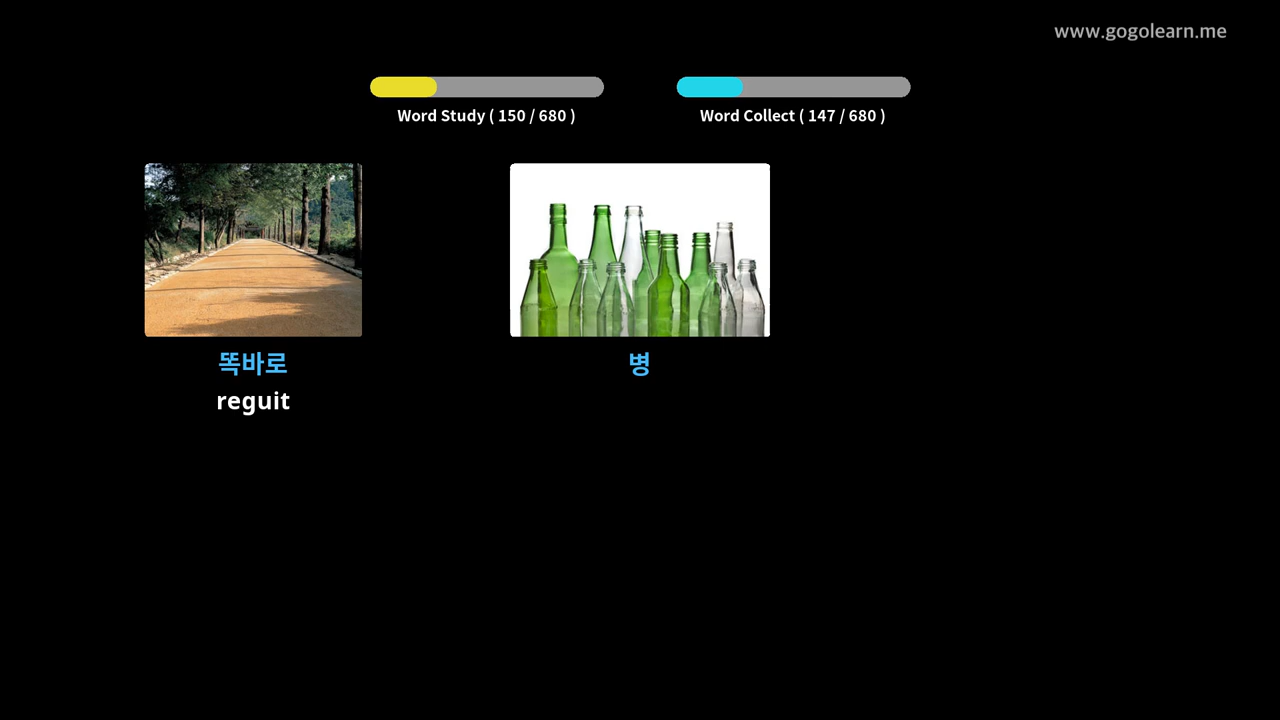 www.gogolearn.me
Word Study ( 150 / 680 )
Word Collect ( 147 / 680 )
똑바로
reguit
병